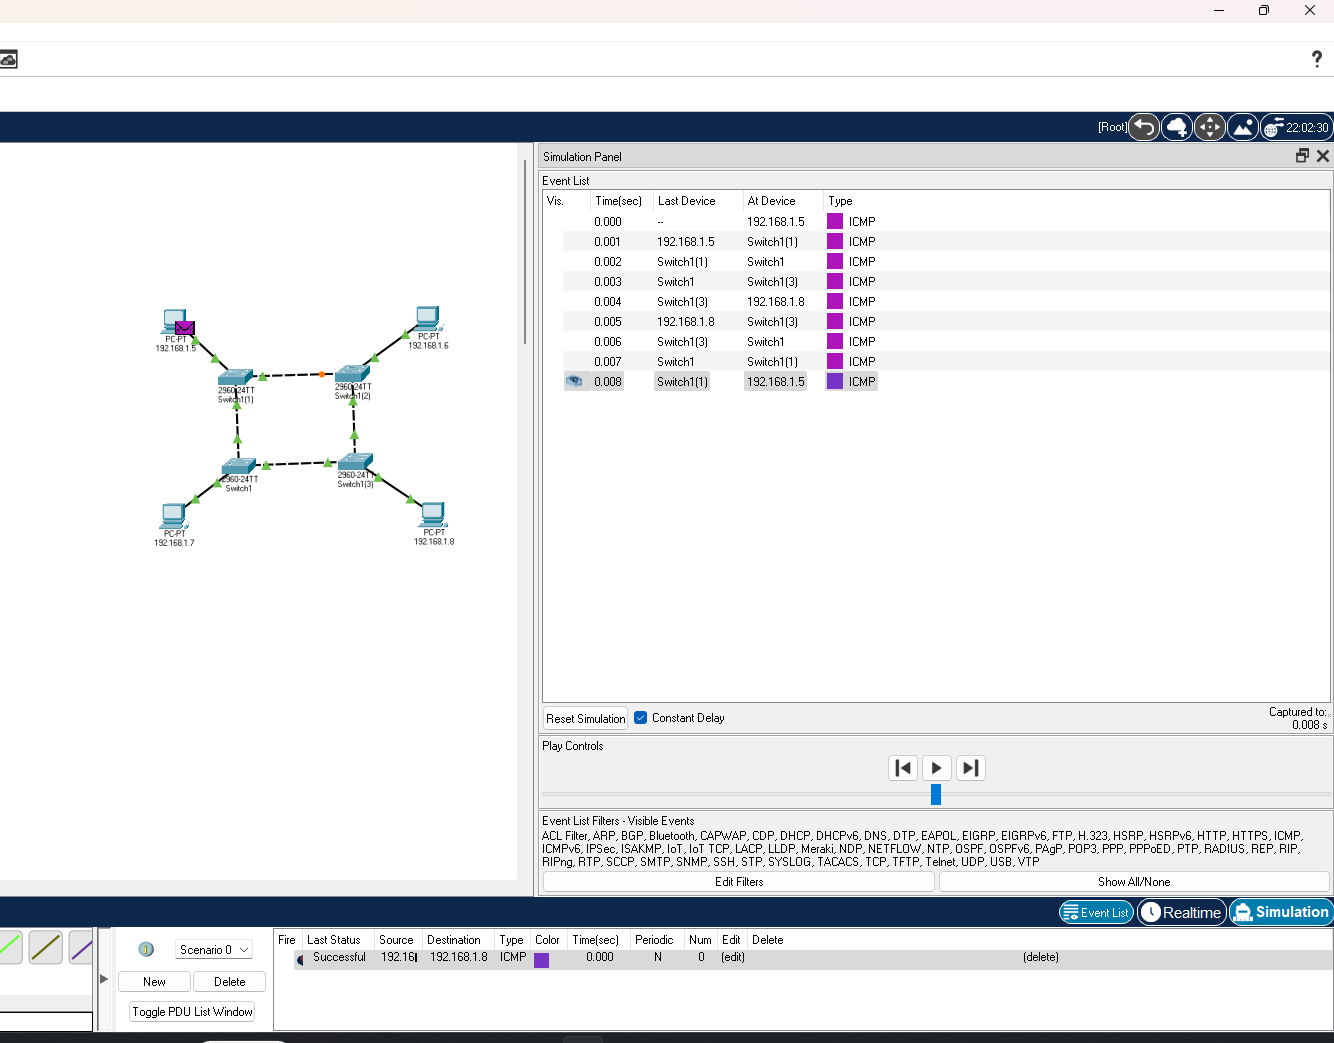 ?
[Root]
22:02:30
Simulation Panel
Event List
Vis. Time(sec) Last Device At Device Type
0.000 -- 192.168.1.5 ICMP
0.001 192.168.1.5 Switch1(1) ICMP
0.002 Switch1(1) Switch1 ICMP
0.003 Switch1 Switch1(3) ICMP
0.004 Switch1(3) 192.168.1.8 ICMP
0.005 192.168.1.8 Switch1(3) ICMP
0.006 Switch1(3) Switch1 ICMP
0.007 Switch1 Switch1(1) ICMP
0.008 Switch1(1) 192.168.1.5 ICMP
PC-PT
192.168.1.5
PC-PT
192.168.1.6
2960-24TT
Switch1(1)
2960-24TT
Switch1(2)
2960-24TT
Switch1
2960-24TT
Switch1(3)
PC-PT
192.168.1.7
PC-PT
192.168.1.8
Reset Simulation Constant Delay
Captured to:
0.008 s
Play Controls
Event List Filters - Visible Events
ACL Filter, ARP, BGP, Bluetooth, CAPWAP, CDP, DHCP, DHCPv6, DNS, DTP, EAPOL, EIGRP, EIGRPv6, FTP, H.323, HSRP, HSRPv6, HTTP, HTTPS, ICMP,
ICMPv6, IPSec, ISAKMP, IoT, IoT TCP, LACP, LLDP, Meraki, NDP, NETFLOW, NTP, OSPF, OSPFv6, PAgP, POP3, PPP, PPPoED, PTP, RADIUS, REP, RIP,
RIPng, RTP, SCCP, SMTP, SNMP, SSH, STP, SYSLOG, TACACS, TCP, TFTP, Telnet, UDP, USB, VTP
Edit Filters Show All/None
Event List Realtime Simulation
Scenario 0
New Delete
Toggle PDU List Window
Fire Last Status Source Destination Type Color Time(sec) Periodic Num Edit Delete
Successful 192.16 192.168.1.8 ICMP 0.000 N 0 (edit) (delete)